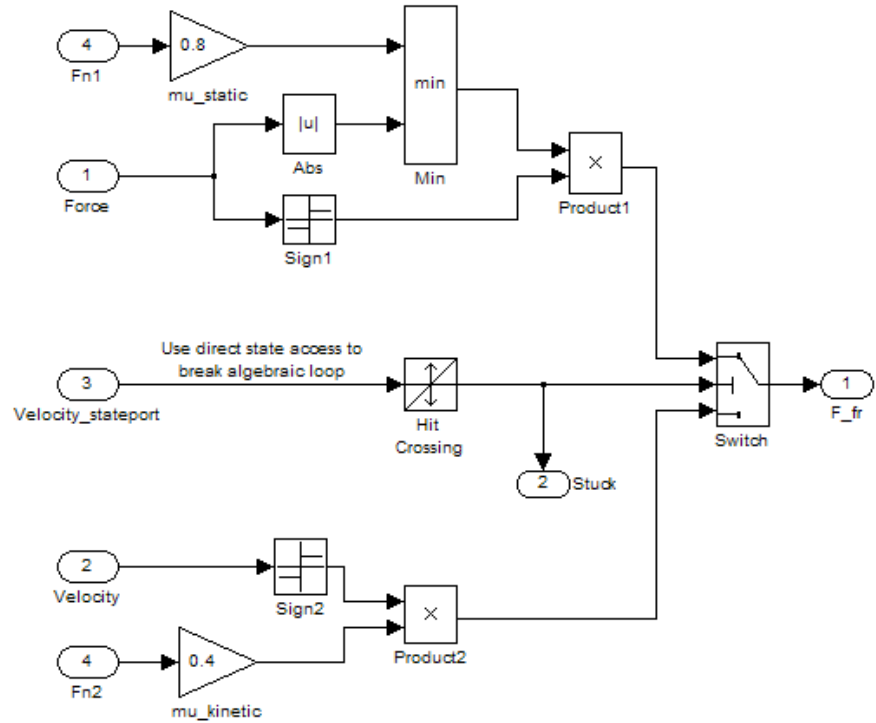 4
Fn1
0.8
mu_static
min
Min
|u|
Abs
1
Force
Sign1
×
Product1
Use direct state access to
break algebraic loop
3
Velocity_stateport
Hit
Crossing
Switch
1
F_fr
2
Stuck
2
Velocity
Sign2
×
Product2
4
Fn2
0.4
mu_kinetic